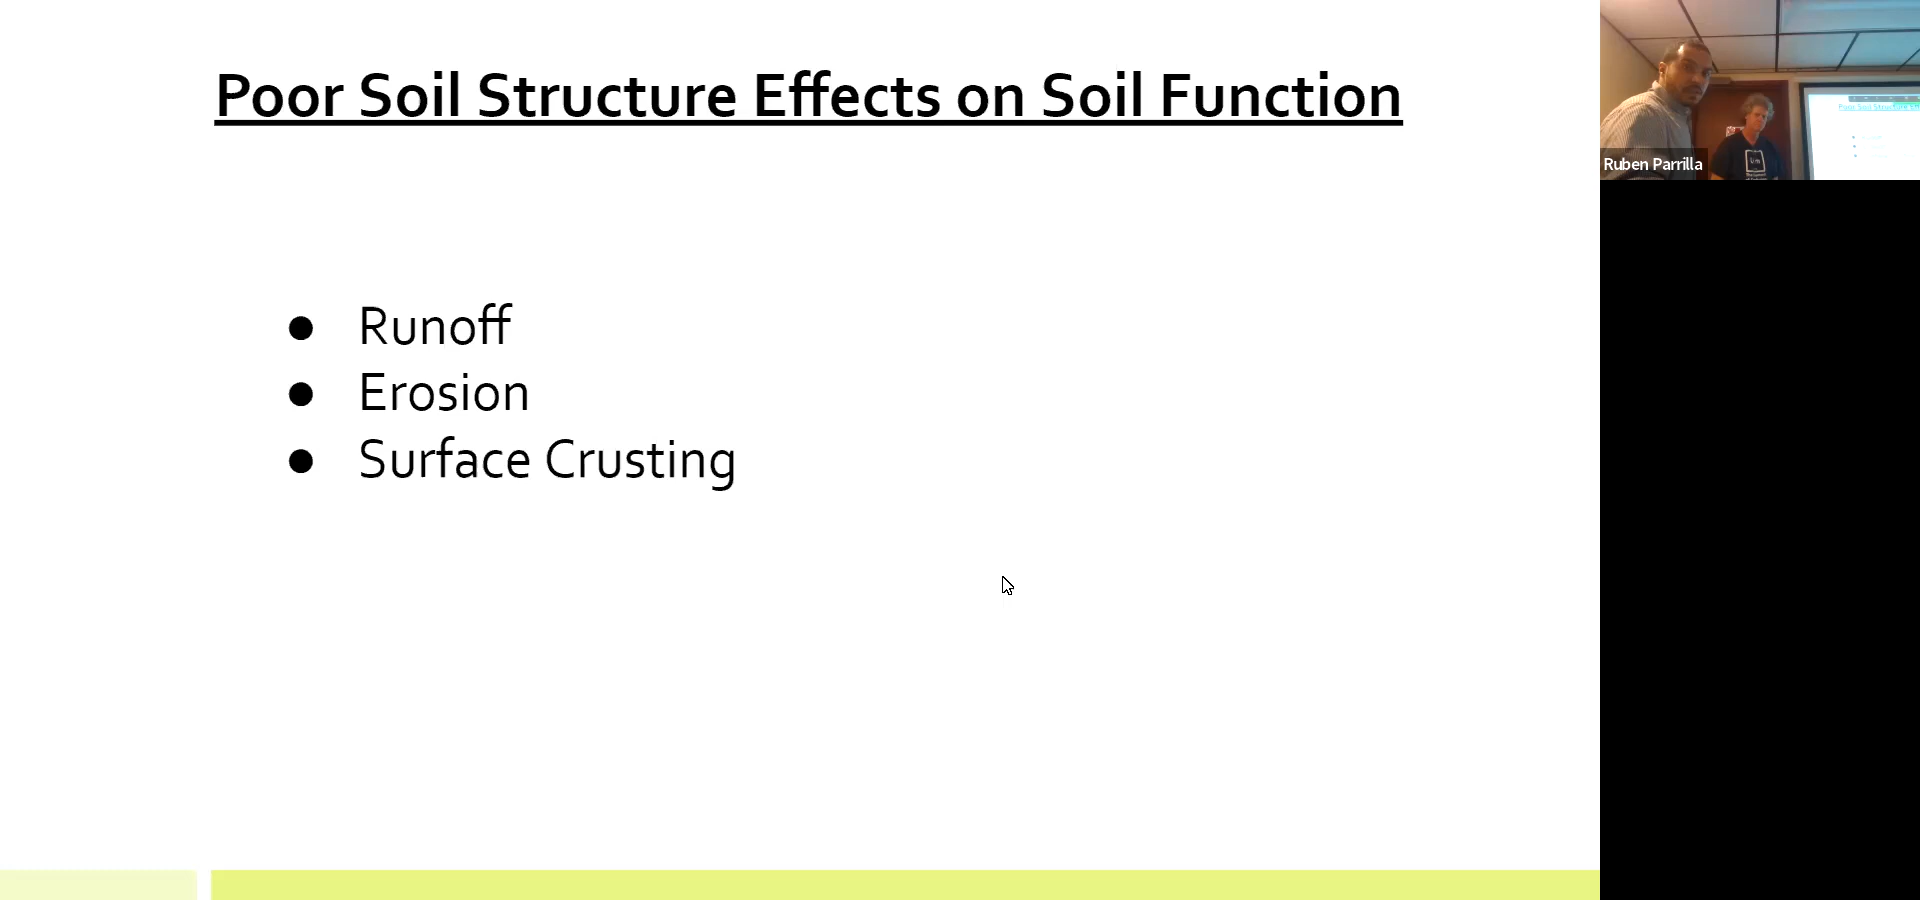 Poor Soil Structure Effects on Soil Function
● Runoff
● Erosion
● Surface Crusting
Ruben Parrilla